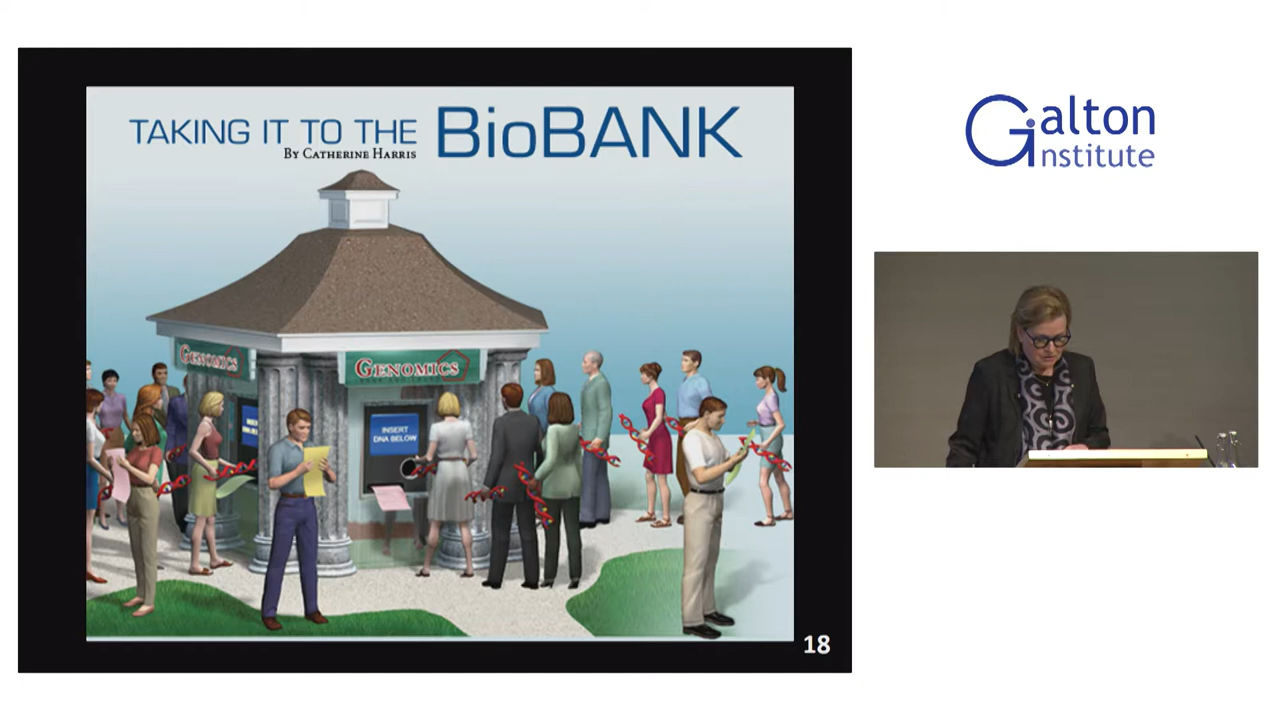 TAKING IT TO THE BioBANK
BY CATHERINE HARRIS
GENOMICS
GENOMICS
INSERT
DNA BELOW
18
Galton
institute